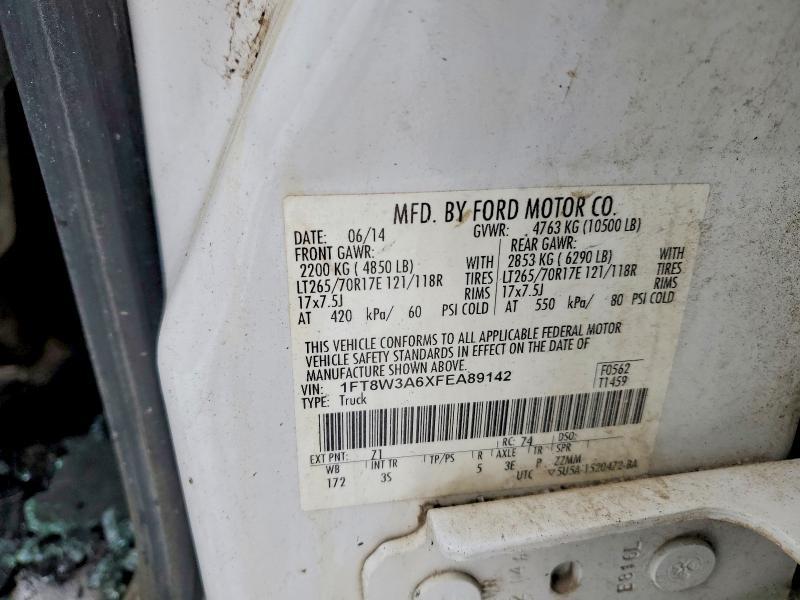 MFD. BY FORD MOTOR CO.
DATE: 06/14 GVWR: 4763 KG (10500 LB)
FRONT GAWR: REAR GAWR:
2200 KG ( 4850 LB) WITH 2853 KG ( 6290 LB) WITH
LT265/70R17E 121/118R TIRES LT265/70R17E 121/118R TIRES
17x7.5J RIMS 17x7.5J RIMS
AT 420 kPa/ 60 PSI COLD AT 550 kPa/ 80 PSI COLD
THIS VEHICLE CONFORMS TO ALL APPLICABLE FEDERAL MOTOR
VEHICLE SAFETY STANDARDS IN EFFECT ON THE DATE OF
MANUFACTURE SHOWN ABOVE.
VIN: 1FT8W3A6XFEA89142 F0562
TYPE: Truck T1459
EXT PNT: Z1 RC: Z4 DSO:
WB INT TR TP/PS R AXLE TR SPR
172 3S 5 3E P ZZMM
UTC ▽5U5A-1520472-BA
E816L